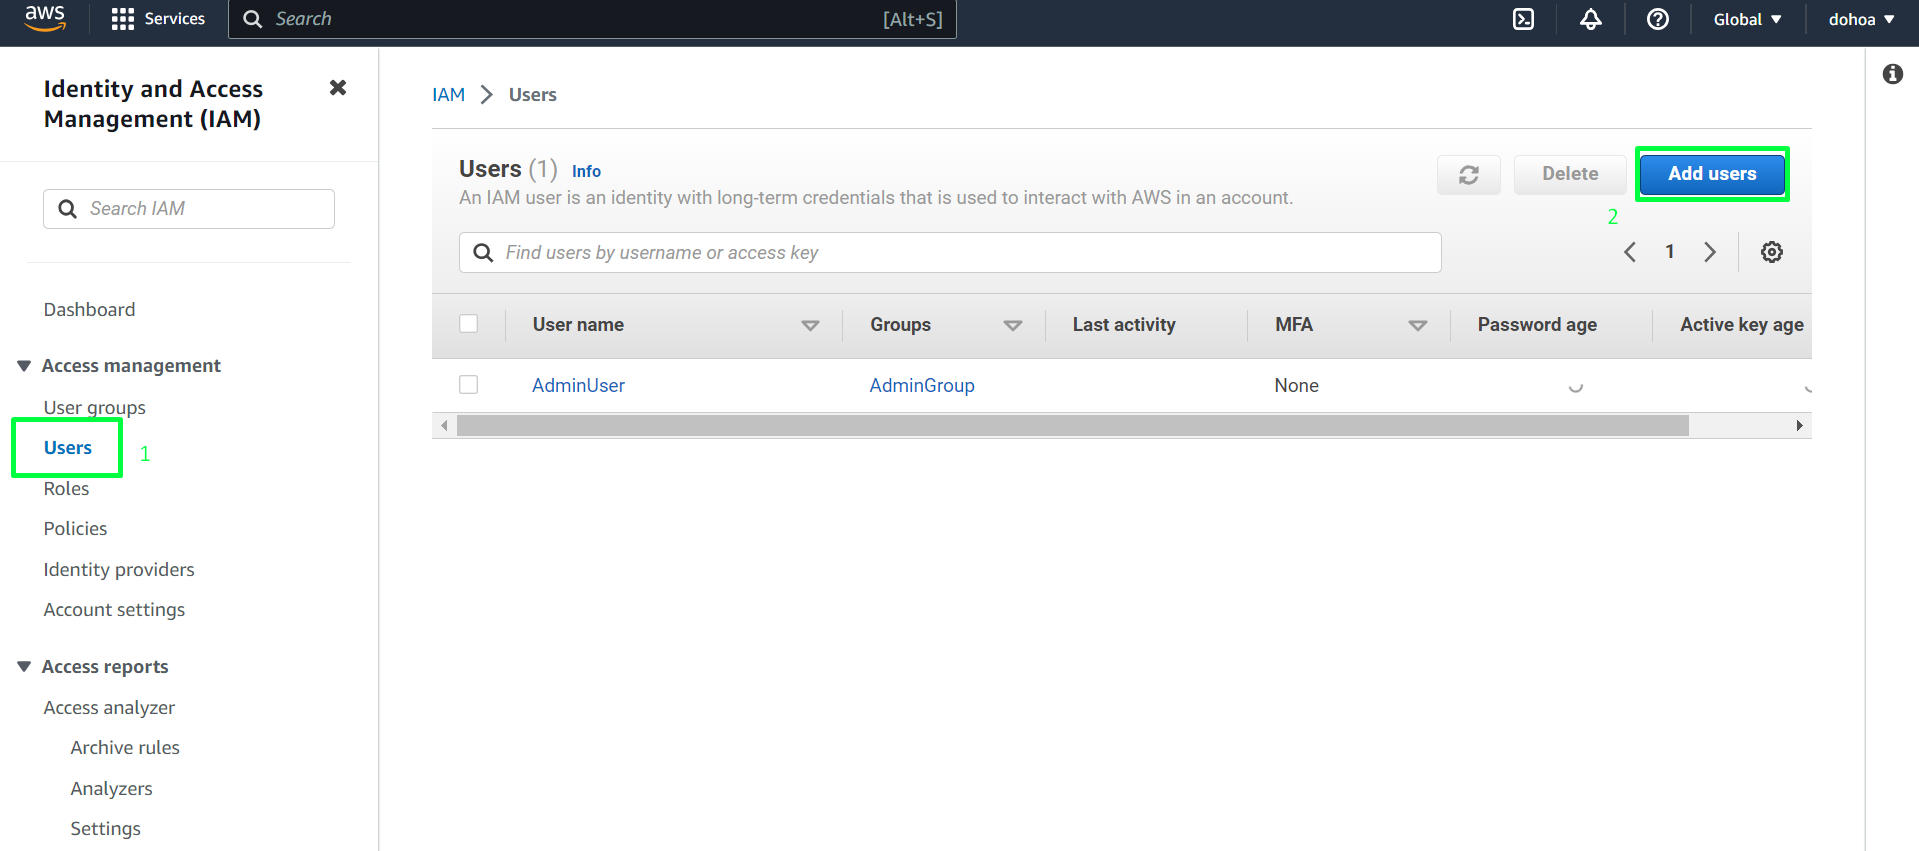 aws
Services
Search
[Alt+S]
Global
dohoa
Identity and Access
Management (IAM)
Search IAM
Dashboard
Access management
User groups
Users
1
Roles
Policies
Identity providers
Account settings
Access reports
Access analyzer
Archive rules
Analyzers
Settings
IAM
Users
Users (1) Info
An IAM user is an identity with long-term credentials that is used to interact with AWS in an account.
Delete
Add users
2
Find users by username or access key
1
User name
Groups
Last activity
MFA
Password age
Active key age
AdminUser
AdminGroup
None